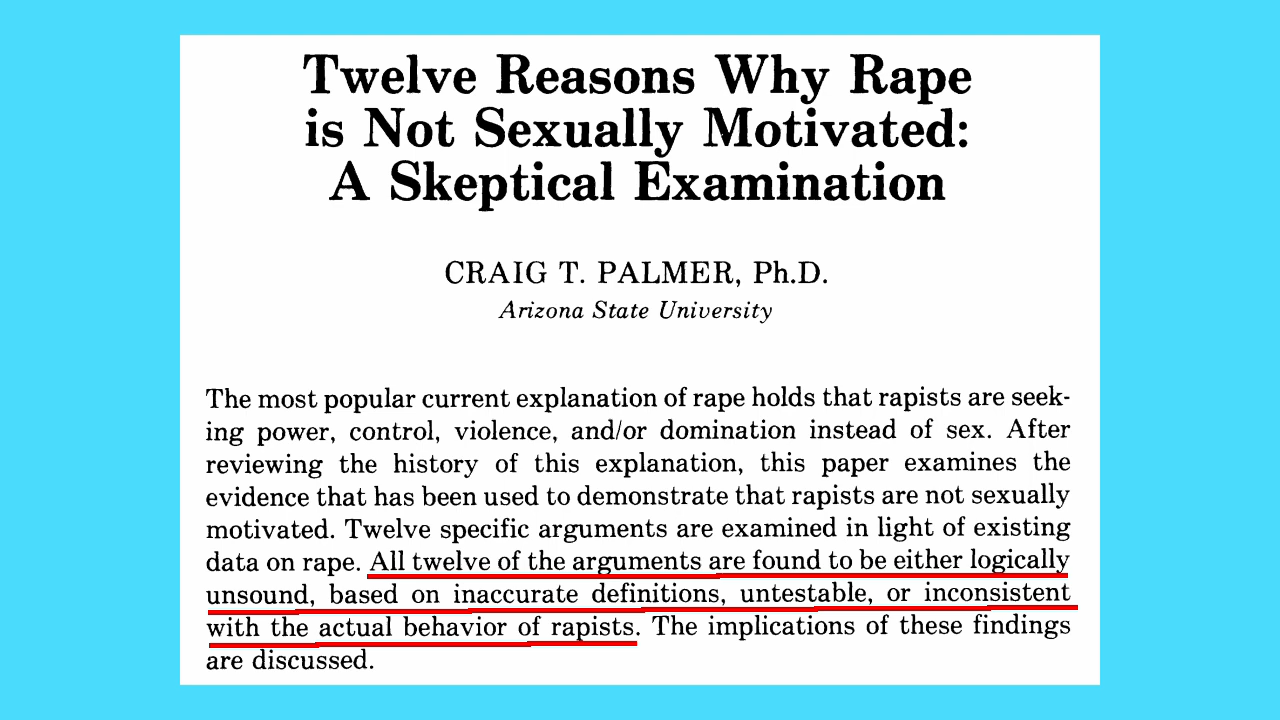 Twelve Reasons Why Rape
is Not Sexually Motivated:
A Skeptical Examination
CRAIG T. PALMER, Ph.D.
Arizona State University
The most popular current explanation of rape holds that rapists are seek-
ing power, control, violence, and/or domination instead of sex. After
reviewing the history of this explanation, this paper examines the
evidence that has been used to demonstrate that rapists are not sexually
motivated. Twelve specific arguments are examined in light of existing
data on rape. All twelve of the arguments are found to be either logically
unsound, based on inaccurate definitions, untestable, or inconsistent
with the actual behavior of rapists. The implications of these findings
are discussed.